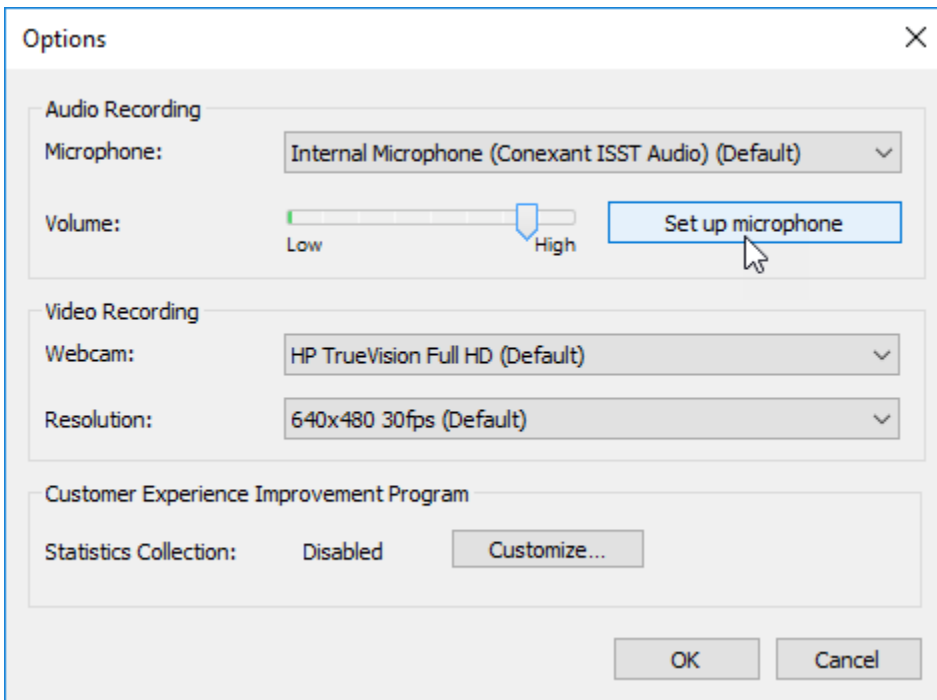 Options
Audio Recording
Microphone:
Internal Microphone (Conexant ISST Audio) (Default)
Volume:
Low
High
Set up microphone
Video Recording
Webcam:
HP TrueVision Full HD (Default)
Resolution:
640x480 30fps (Default)
Customer Experience Improvement Program
Statistics Collection:
Disabled
Customize...
OK
Cancel